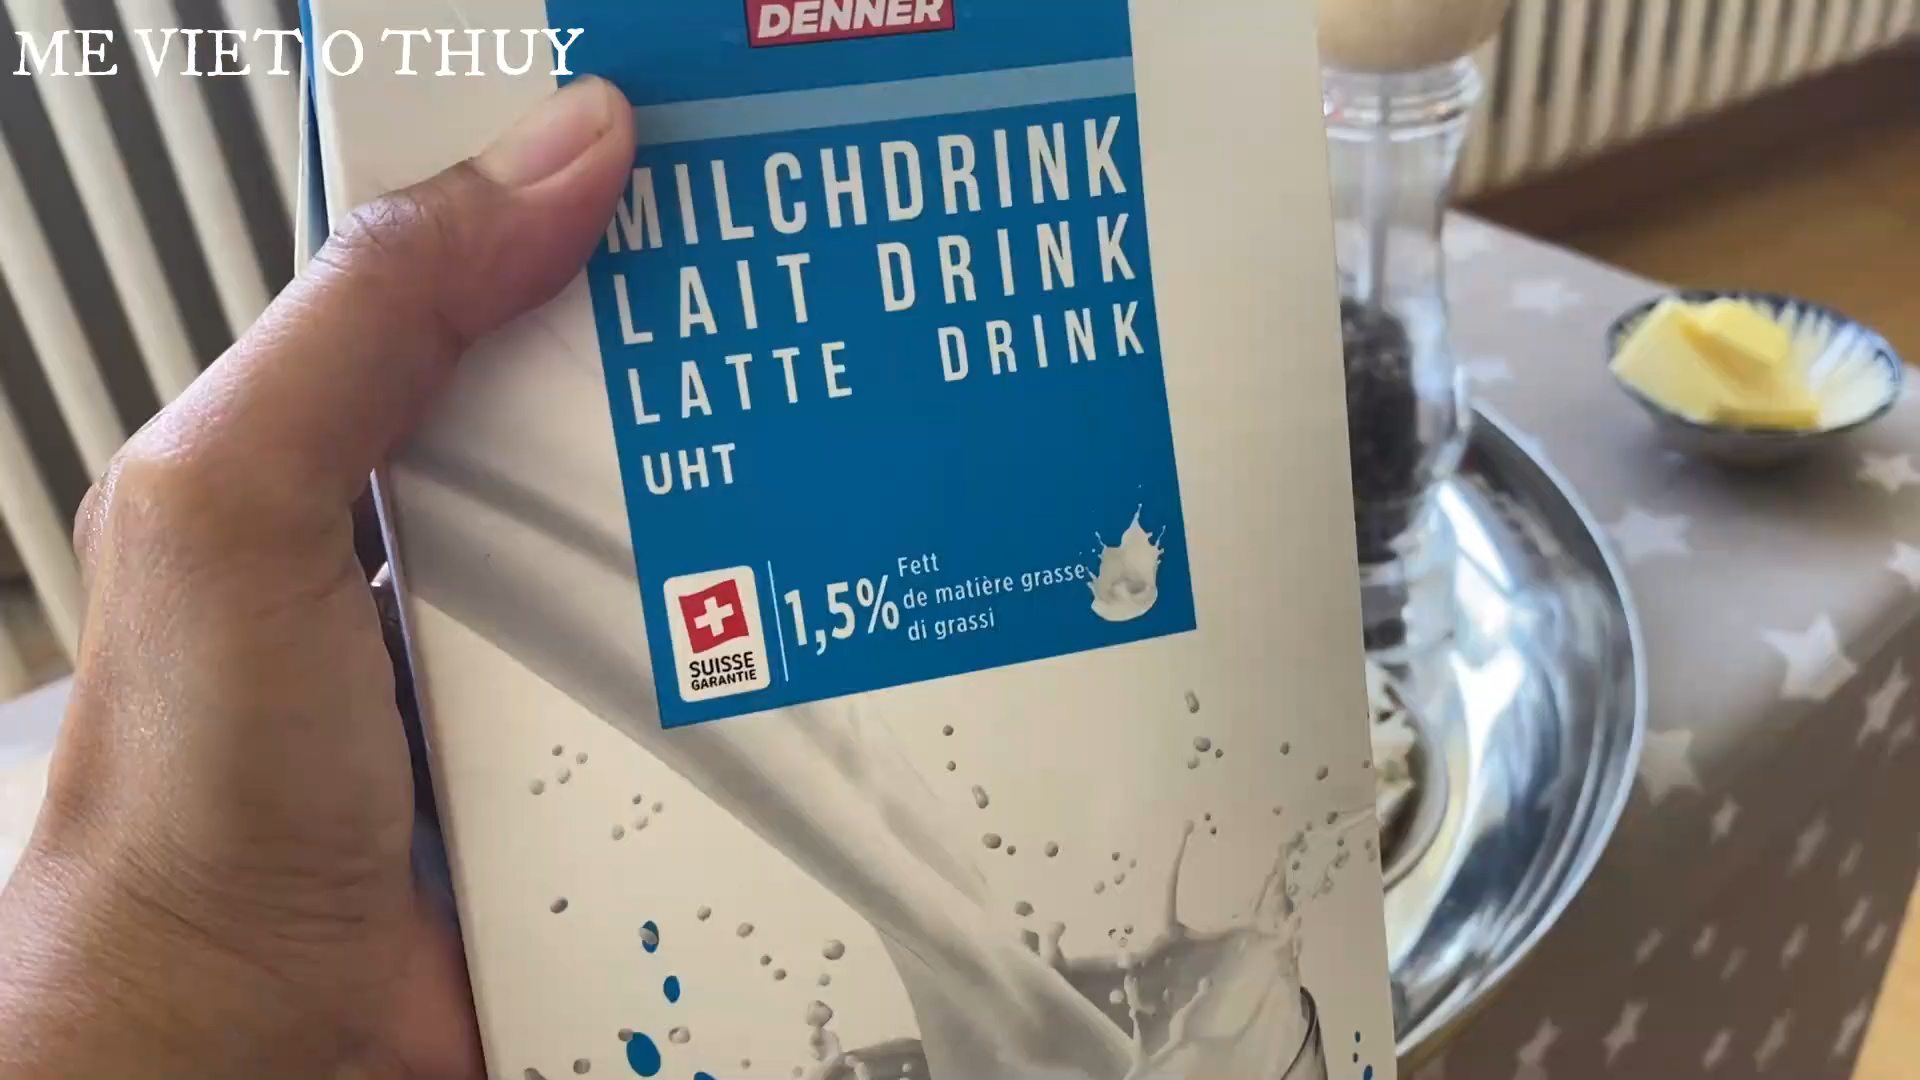 ME VIET O THUY
DENNER
MILCHDRINK
LAIT DRINK
LATTE DRINK
UHT
SUISSE
GARANTIE
1,5%
Fett
de matière grasse
di grassi